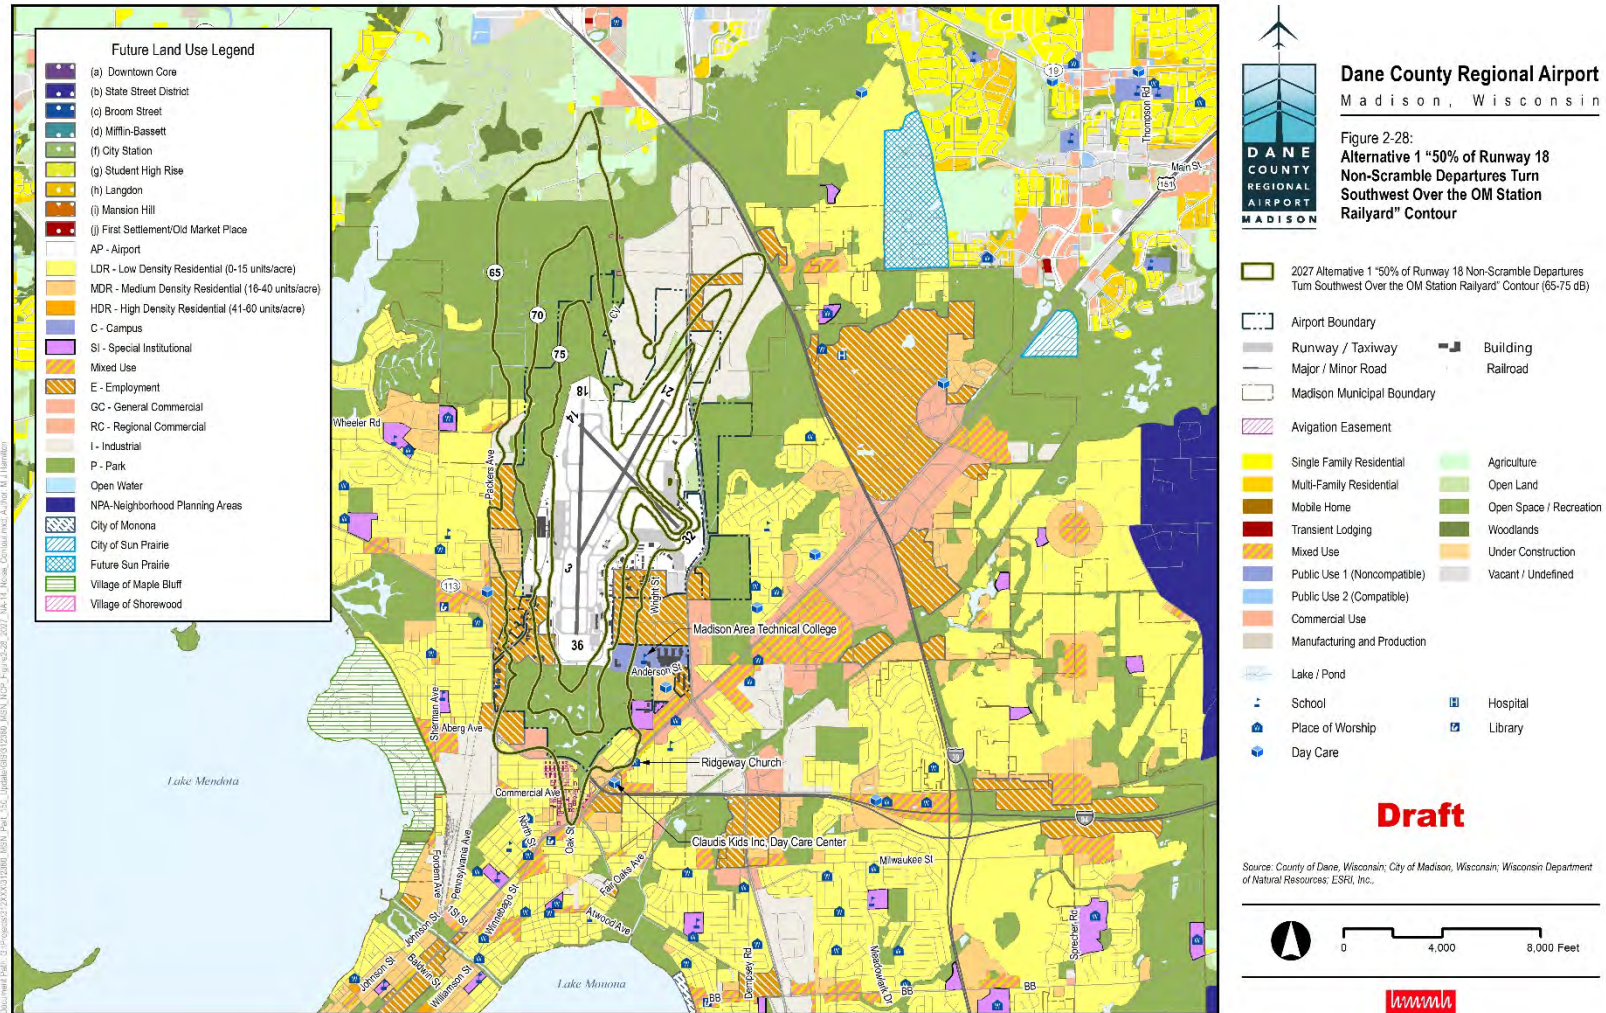 Future Land Use Legend
(a) Downtown Core
(b) State Street District
(c) Broom Street
(d) Mifflin-Bassett
(f) City Station
(g) Student High Rise
(h) Langdon
(i) Mansion Hill
(j) First Settlement/Old Market Place
AP - Airport
LDR - Low Density Residential (0-15 units/acre)
MDR - Medium Density Residential (16-40 units/acre)
HDR - High Density Residential (41-60 units/acre)
C - Campus
SI - Special Institutional
Mixed Use
E - Employment
GC - General Commercial
RC - Regional Commercial
I - Industrial
P - Park
Open Water
NPA-Neighborhood Planning Areas
City of Monona
City of Sun Prairie
Future Sun Prairie
Village of Maple Bluff
Village of Shorewood
19
Thompson Rd
Main St
151
65
70
75
CV
18
21
14
Wheeler Rd
Packers Ave
32
3
Wright St
113
36
Madison Area Technical College
Anderson St
Sherman Ave
Aberg Ave
Ridgeway Church
Lake Mendota
Commercial Ave
North St
Oak St
Claudis Kids Inc, Day Care Center
94
Milwaukee St
Fordem Ave
Pennsylvania Ave
Fair Oaks Ave
1St St
Winnebago St
Atwood Ave
Johnson St
Baldwin St
Johnson St
Williamson St
Lake Monona
Dempsey Rd
Meadowlark Dr
Sprecher Rd
BB
BB
BB
DANE
COUNTY
REGIONAL
AIRPORT
MADISON
Dane County Regional Airport
Madison, Wisconsin
Figure 2-28:
Alternative 1 “50% of Runway 18
Non-Scramble Departures Turn
Southwest Over the OM Station
Railyard” Contour
2027 Alternative 1 “50% of Runway 18 Non-Scramble Departures
Turn Southwest Over the OM Station Railyard” Contour (65-75 dB)
Airport Boundary
Runway / Taxiway
Building
Major / Minor Road
Railroad
Madison Municipal Boundary
Avigation Easement
Single Family Residential
Agriculture
Multi-Family Residential
Open Land
Mobile Home
Open Space / Recreation
Transient Lodging
Woodlands
Mixed Use
Under Construction
Public Use 1 (Noncompatible)
Vacant / Undefined
Public Use 2 (Compatible)
Commercial Use
Manufacturing and Production
Lake / Pond
School
H
Hospital
Place of Worship
Library
Day Care
Draft
Source: County of Dane, Wisconsin; City of Madison, Wisconsin; Wisconsin Department
of Natural Resources; ESRI, Inc.,
0 4,000 8,000 Feet
hmmh